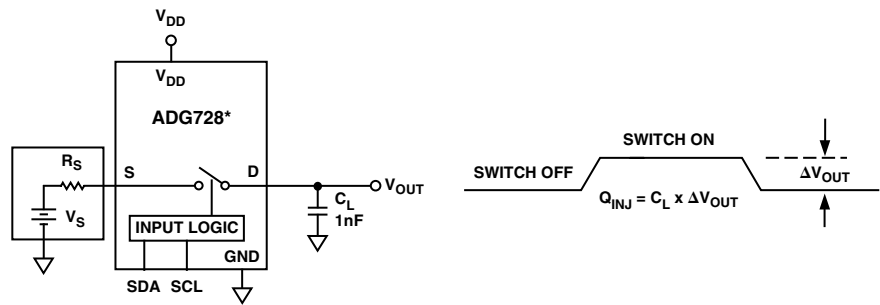 VDD
VDD
ADG728*
RS
S
D
VOUT
VS
CL
1nF
INPUT LOGIC
GND
SDA SCL
SWITCH ON
SWITCH OFF
ΔVOUT
QINJ = CL x ΔVOUT